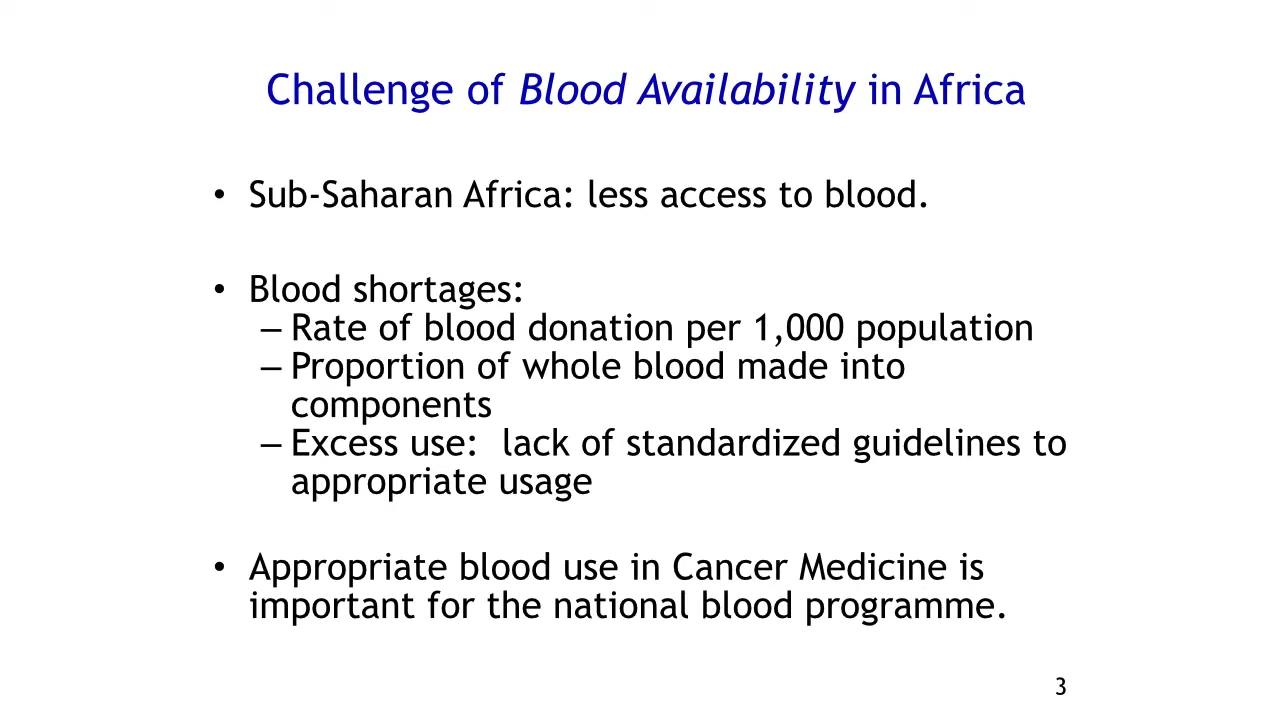 Challenge of Blood Availability in Africa
• Sub-Saharan Africa: less access to blood.
• Blood shortages:
– Rate of blood donation per 1,000 population
– Proportion of whole blood made into
components
– Excess use:  lack of standardized guidelines to
appropriate usage
• Appropriate blood use in Cancer Medicine is
important for the national blood programme.
3